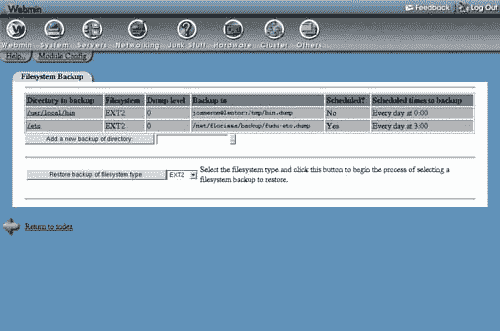 Webmin
Feedback Log Out
Webmin System Servers Networking Junk Stuff Hardware Cluster Others
Help.. Module Config
Filesystem Backup
Directory to backup Filesystem Dump level Backup to Scheduled? Scheduled times to backup
/usr/local/bin EXT2 0 No Every day at 0:00
/etc EXT2 0 Yes Every day at 3:00
Add a new backup of directory:
Restore backup of filesystem type: EXT2 Select the filesystem type and click this button to begin the process of selecting a
filesystem backup to restore.
Return to index